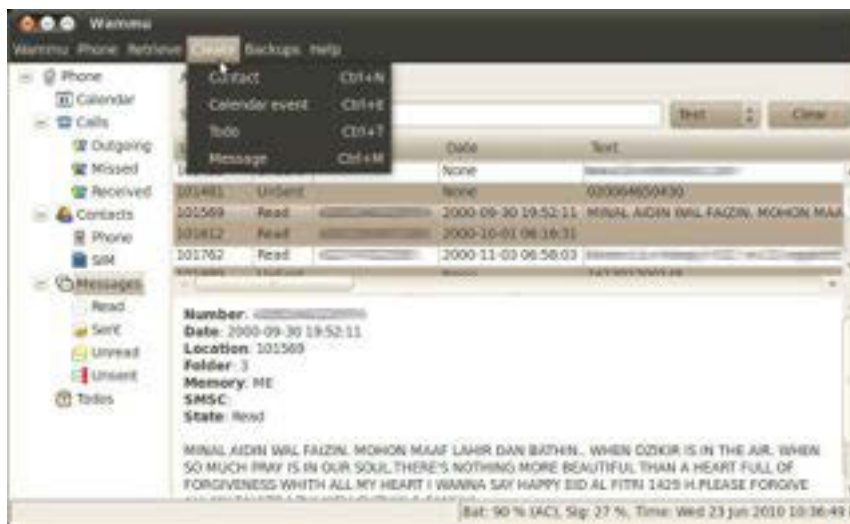 Wammu
Wammu Phone Retrieve Create Backups Help
Phone
Calendar
Calls
Outgoing
Missed
Received
Contacts
Phone
SIM
Messages
Read
Sent
Unread
Unsent
Todos
Contact Ctrl+N
Calendar event Ctrl+E
Todo Ctrl+T
Message Ctrl+M
Text Clear
Date Text
None
101481 UnSent None 020064650430
101569 Read 2000-09-30 19:52:11 MINAL AIDIN WAL FAIZIN. MOHON MAA
101612 Read 2000-10-01 06:16:31
101762 Read 2000-11-03 06:58:03
Number:
Date: 2000-09-30 19:52:11
Location: 101569
Folder: 3
Memory: ME
SMSC:
State: Read
MINAL AIDIN WAL FAIZIN. MOHON MAAF LAHIR DAN BATHIN.. WHEN DZIKIR IS IN THE AIR. WHEN
SO MUCH PRAY IS IN OUR SOUL.THERE'S NOTHING MORE BEAUTIFUL THAN A HEART FULL OF
FORGIVENESS WHITH ALL MY HEART I WANNA SAY HAPPY EID AL FITRI 1429 H.PLEASE FORGIVE
Bat: 90 % (AC), Sig: 27 %, Time: Wed 23 Jun 2010 10:36:49